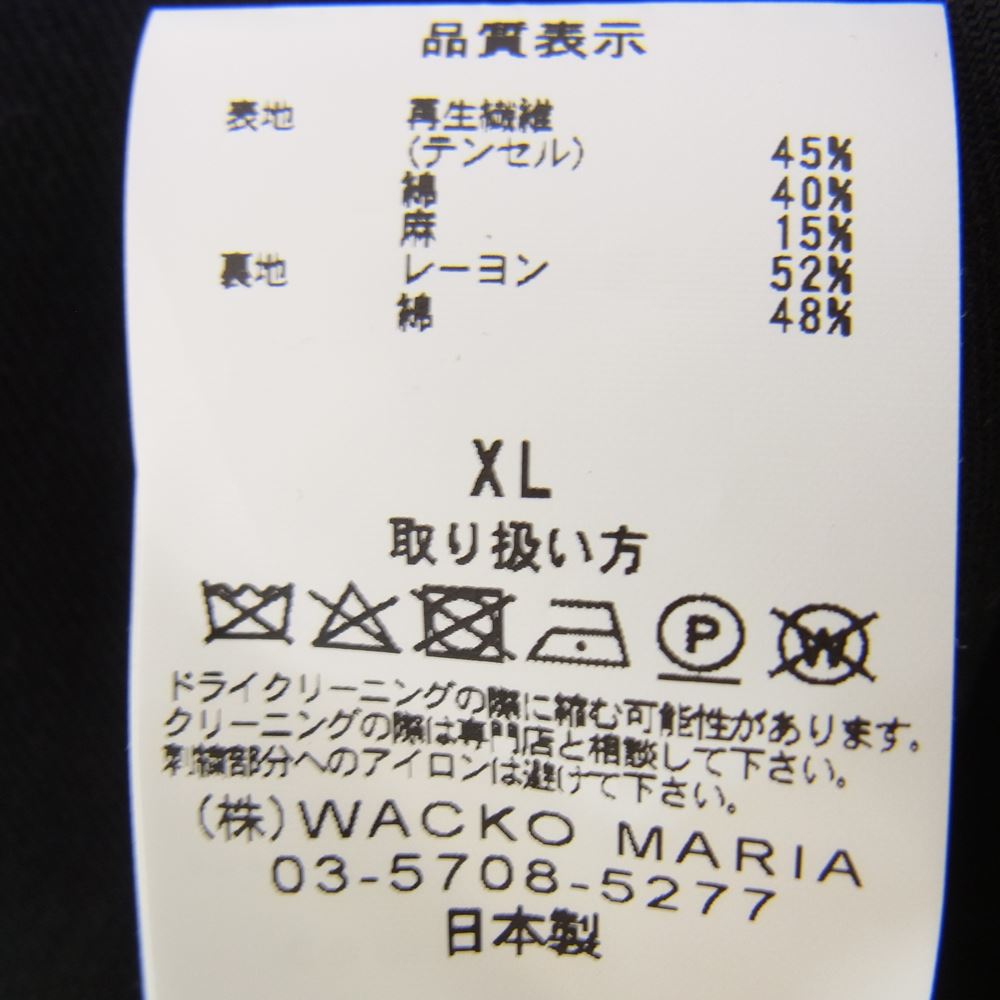 品質表示
表地 再生繊維
(テンセル) 45%
綿 40%
麻 15%
裏地 レーヨン 52%
綿 48%
XL
取り扱い方
P W
ドライクリーニングの際に縮む可能性があります。
クリーニングの際は専門店と相談して下さい。
刺繍部分へのアイロンは避けて下さい。
(株)WACKO MARIA
03-5708-5277
日本製